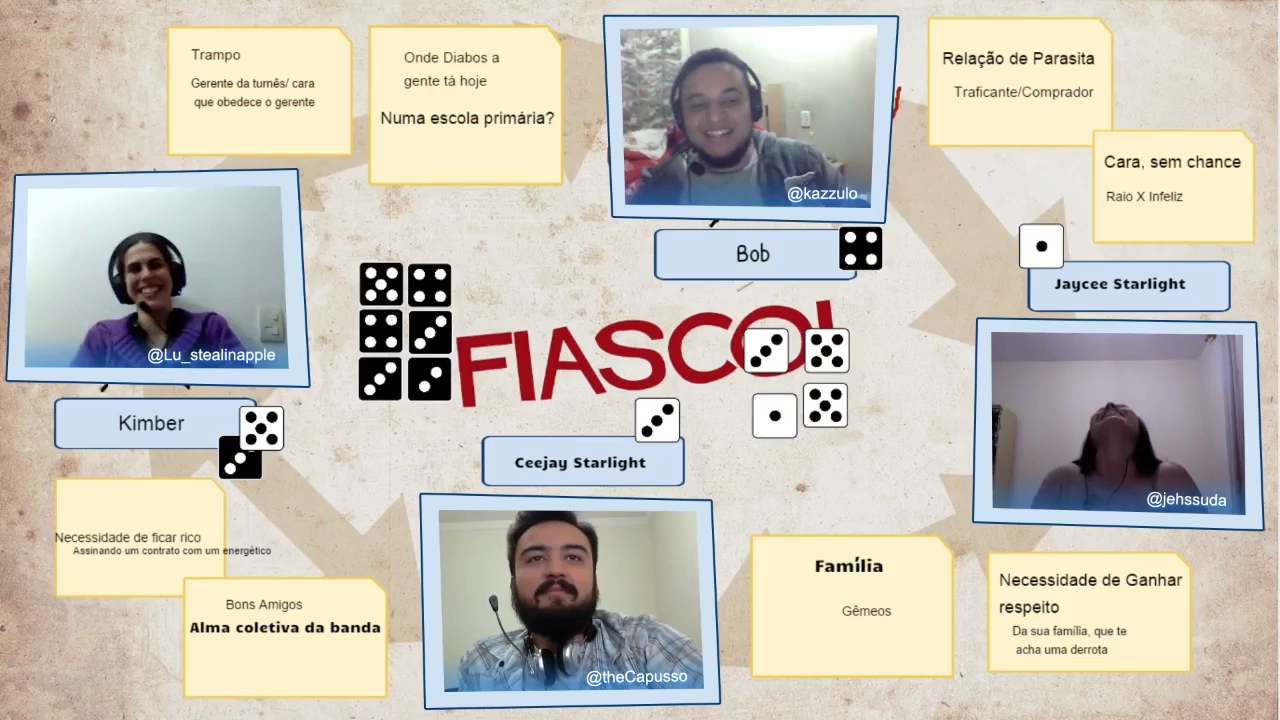 Trampo
Gerente da turnês/ cara
que obedece o gerente
Onde Diabos a
gente tá hoje
Numa escola primária?
@kazzulo
Relação de Parasita
Traficante/Comprador
Cara, sem chance
Raio X Infeliz
@Lu_stealinapple
Bob
Jaycee Starlight
FIASCO!
Kimber
Ceejay Starlight
@jehssuda
Necessidade de ficar rico
Assinando um contrato com um energético
Bons Amigos
Alma coletiva da banda
@theCapusso
Família
Gêmeos
Necessidade de Ganhar
respeito
Da sua família, que te
acha uma derrota